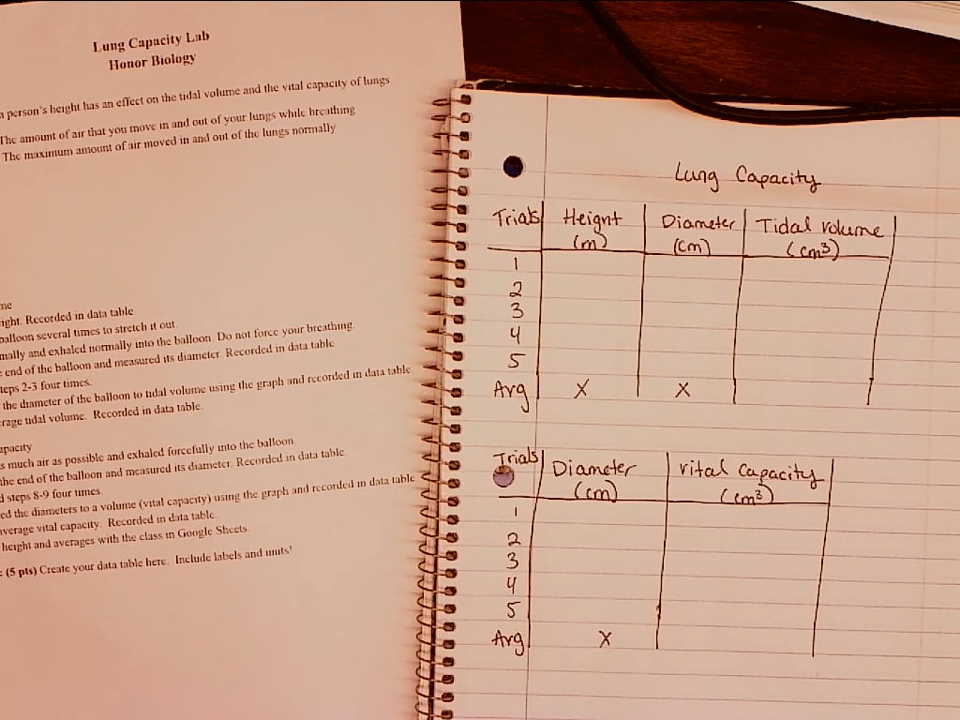 Lung Capacity Lab
Honor Biology
a person's height has an effect on the tidal volume and the vital capacity of lungs
The amount of air that you move in and out of your lungs while breathing
The maximum amount of air moved in and out of the lungs normally
ight. Recorded in data table
balloon several times to stretch it out.
mally and exhaled normally into the balloon. Do not force your breathing.
end of the balloon and measured its diameter. Recorded in data table
teps 2-3 four times.
the diameter of the balloon to tidal volume using the graph and recorded in data table
rage tidal volume. Recorded in data table.
apacity
s much air as possible and exhaled forcefully into the balloon.
the end of the balloon and measured its diameter. Recorded in data table.
d steps 8-9 four times.
ed the diameters to a volume (vital capacity) using the graph and recorded in data table
verage vital capacity. Recorded in data table.
height and averages with the class in Google Sheets.
: (5 pts) Create your data table here. Include labels and units!
Lung Capacity
Trials Height Diameter Tidal Volume
(m) (cm) (cm3)
1
2
3
4
5
Avg X X
Trials Diameter Vital Capacity
(cm) (cm3)
1
2
3
4
5
Avg X